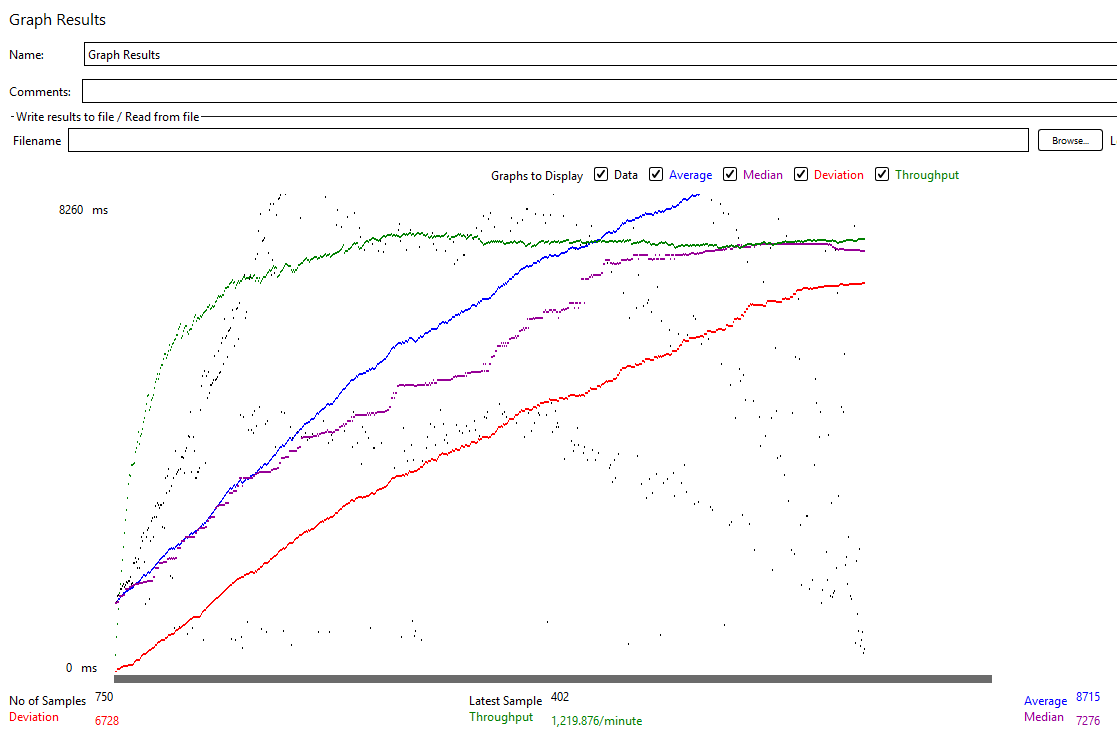 Graph Results
Name: Graph Results
Comments:
Write results to file / Read from file
Filename Browse...
Graphs to Display Data Average Median Deviation Throughput
8260 ms
0 ms
No of Samples 750 Latest Sample 402 Average 8715
Deviation 6728 Throughput 1,219.876/minute Median 7276